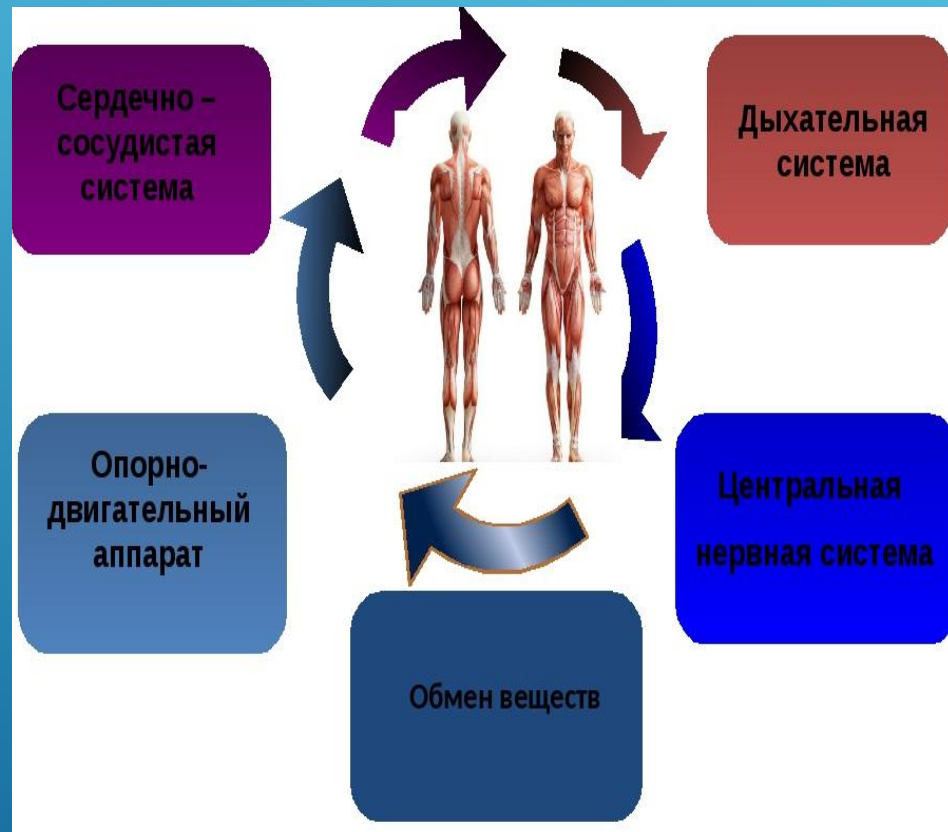 Сердечно –
сосудистая
система
Дыхательная
система
Опорно-
двигательный
аппарат
Центральная
нервная система
Обмен веществ